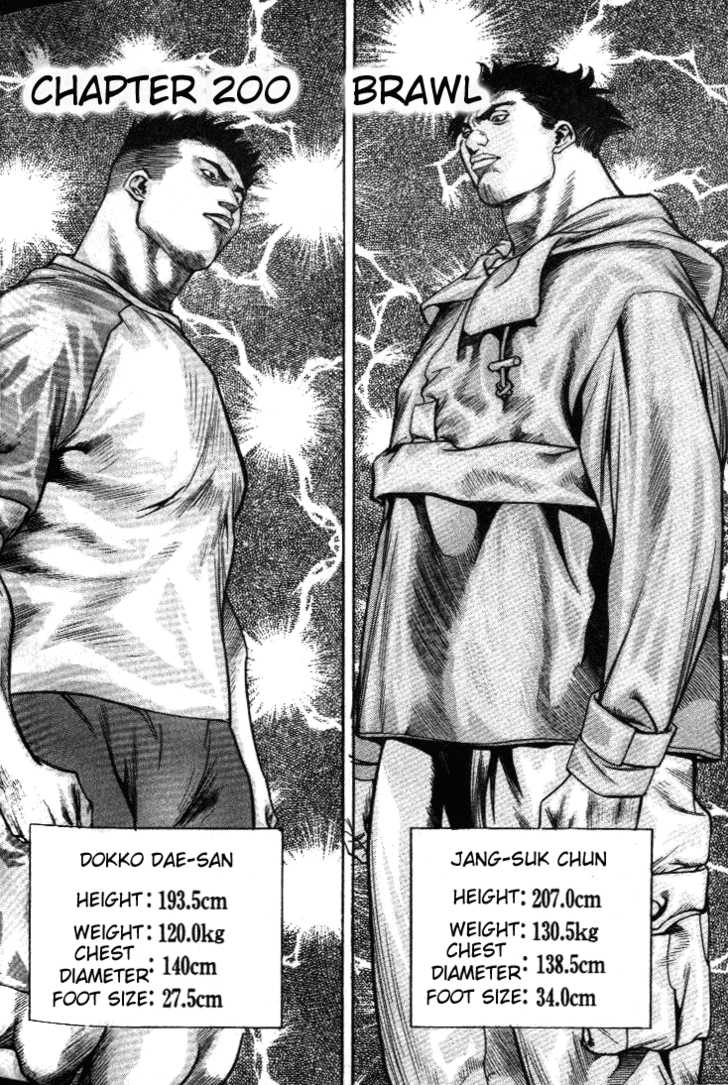 CHAPTER 200 BRAWL
DOKKO DAE-SAN
HEIGHT: 193.5cm
WEIGHT: 120.0kg
CHEST
DIAMETER: 140cm
FOOT SIZE: 27.5cm
JANG-SUK CHUN
HEIGHT: 207.0cm
WEIGHT: 130.5kg
CHEST
DIAMETER: 138.5cm
FOOT SIZE: 34.0cm